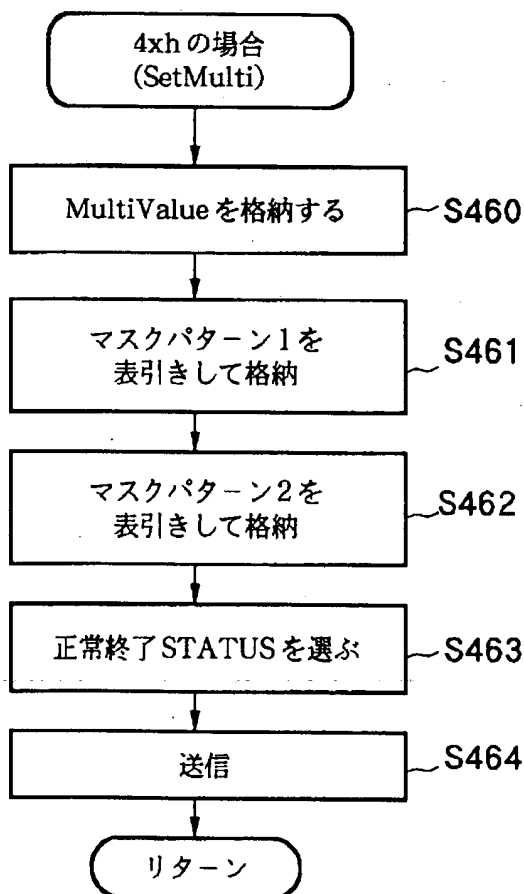 4xhの場合
(SetMulti)
MultiValueを格納する
S460
マスクパターン1を
表引きして格納
S461
マスクパターン2を
表引きして格納
S462
正常終了STATUSを選ぶ
S463
送信
S464
リターン